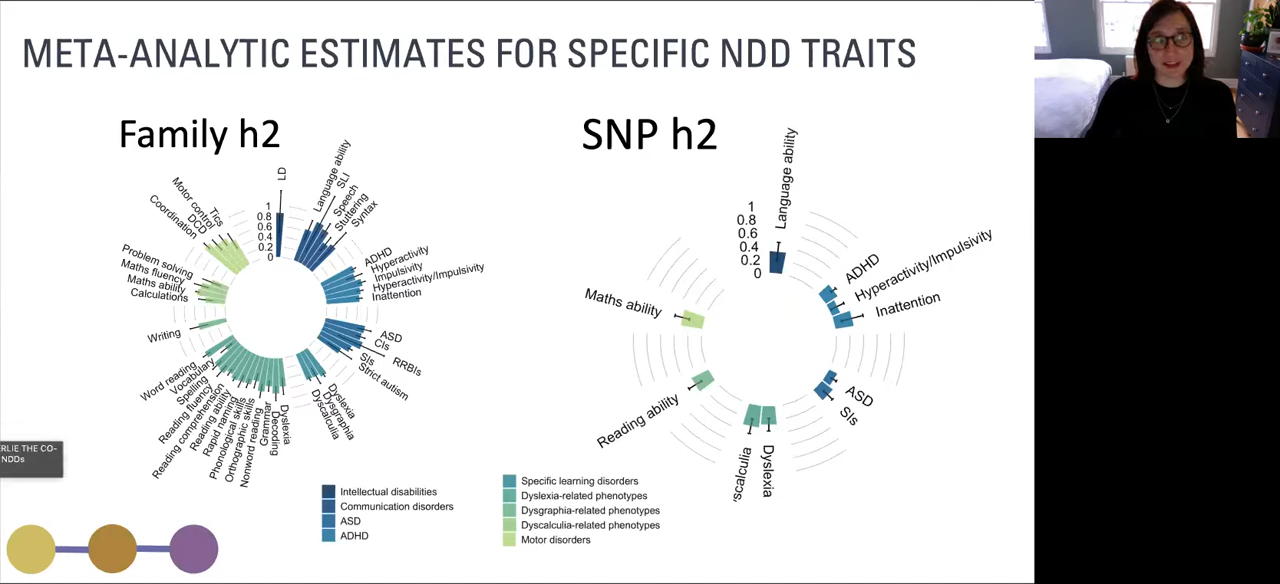 META-ANALYTIC ESTIMATES FOR SPECIFIC NDD TRAITS
Family h2
LD
Language ability
SLI
Speech
Stuttering
Syntax
ADHD
Hyperactivity
Impulsivity
Hyperactivity/Impulsivity
Inattention
ASD
CIs
RRBIs
SIs
Strict autism
Dyslexia
Dysgraphia
Dyscalculia
Dyslexia
Decoding
Grammar
Nonword reading
Orthographic skills
Phonological skills
Rapid naming
Reading ability
Reading comprehension
Reading fluency
Spelling
Vocabulary
Word reading
Writing
Calculations
Maths ability
Maths fluency
Problem solving
Coordination
DCD
Motor control
Tics
1
0.8
0.6
0.4
0.2
0
SNP h2
Language ability
1
0.8
0.6
0.4
0.2
0
ADHD
Hyperactivity/Impulsivity
Inattention
ASD
SIs
Dyslexia
scalculia
Reading ability
Maths ability
Intellectual disabilities
Communication disorders
ASD
ADHD
Specific learning disorders
Dyslexia-related phenotypes
Dysgraphia-related phenotypes
Dyscalculia-related phenotypes
Motor disorders
ERLIE THE CO-
NDDs